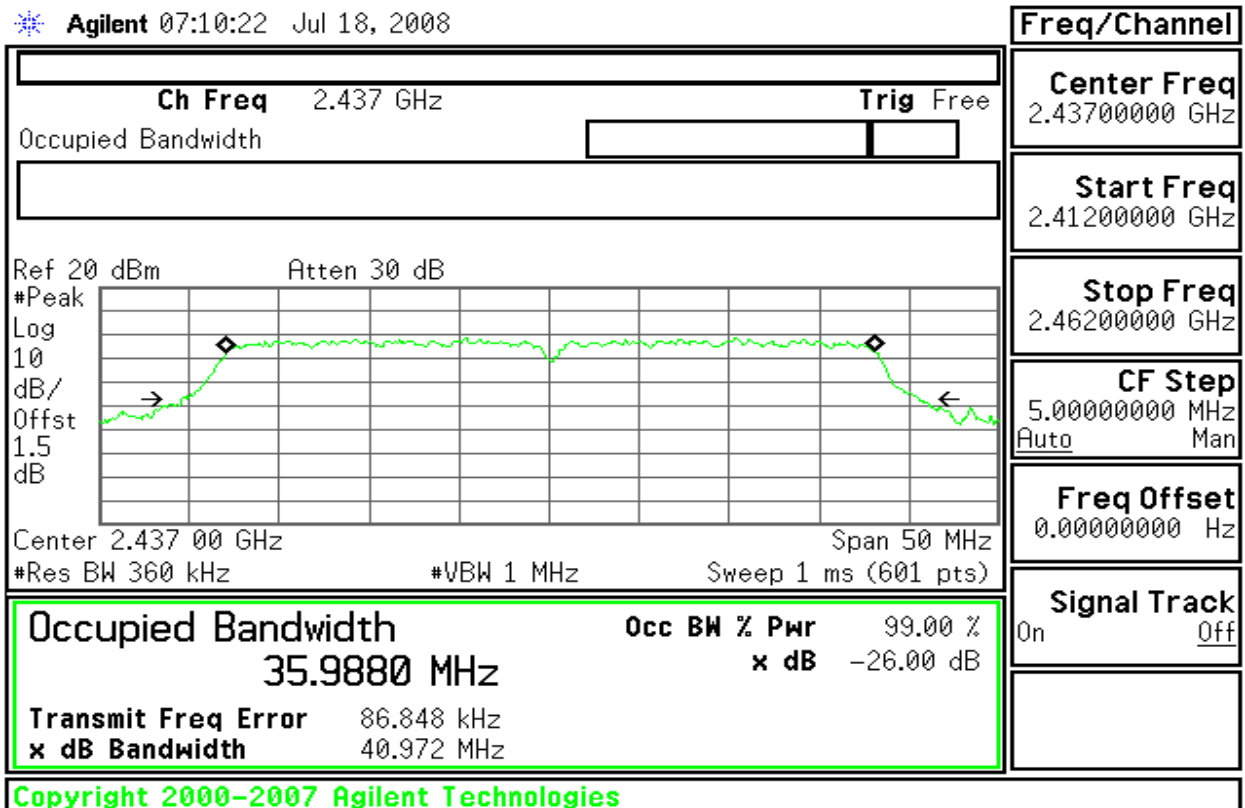 Agilent 07:10:22 Jul 18, 2008
Freq/Channel
Ch Freq 2.437 GHz Trig Free
Occupied Bandwidth
Center Freq
2.43700000 GHz
Start Freq
2.41200000 GHz
Stop Freq
2.46200000 GHz
CF Step
5.00000000 MHz
Auto Man
Freq Offset
0.00000000 Hz
Signal Track
On Off
Ref 20 dBm Atten 30 dB
#Peak
Log
10
dB/
Offst
1.5
dB
Center 2.437 00 GHz Span 50 MHz
#Res BW 360 kHz #VBW 1 MHz Sweep 1 ms (601 pts)
Occupied Bandwidth Occ BW % Pwr 99.00 %
35.9880 MHz x dB -26.00 dB
Transmit Freq Error 86.848 kHz
x dB Bandwidth 40.972 MHz
Copyright 2000-2007 Agilent Technologies